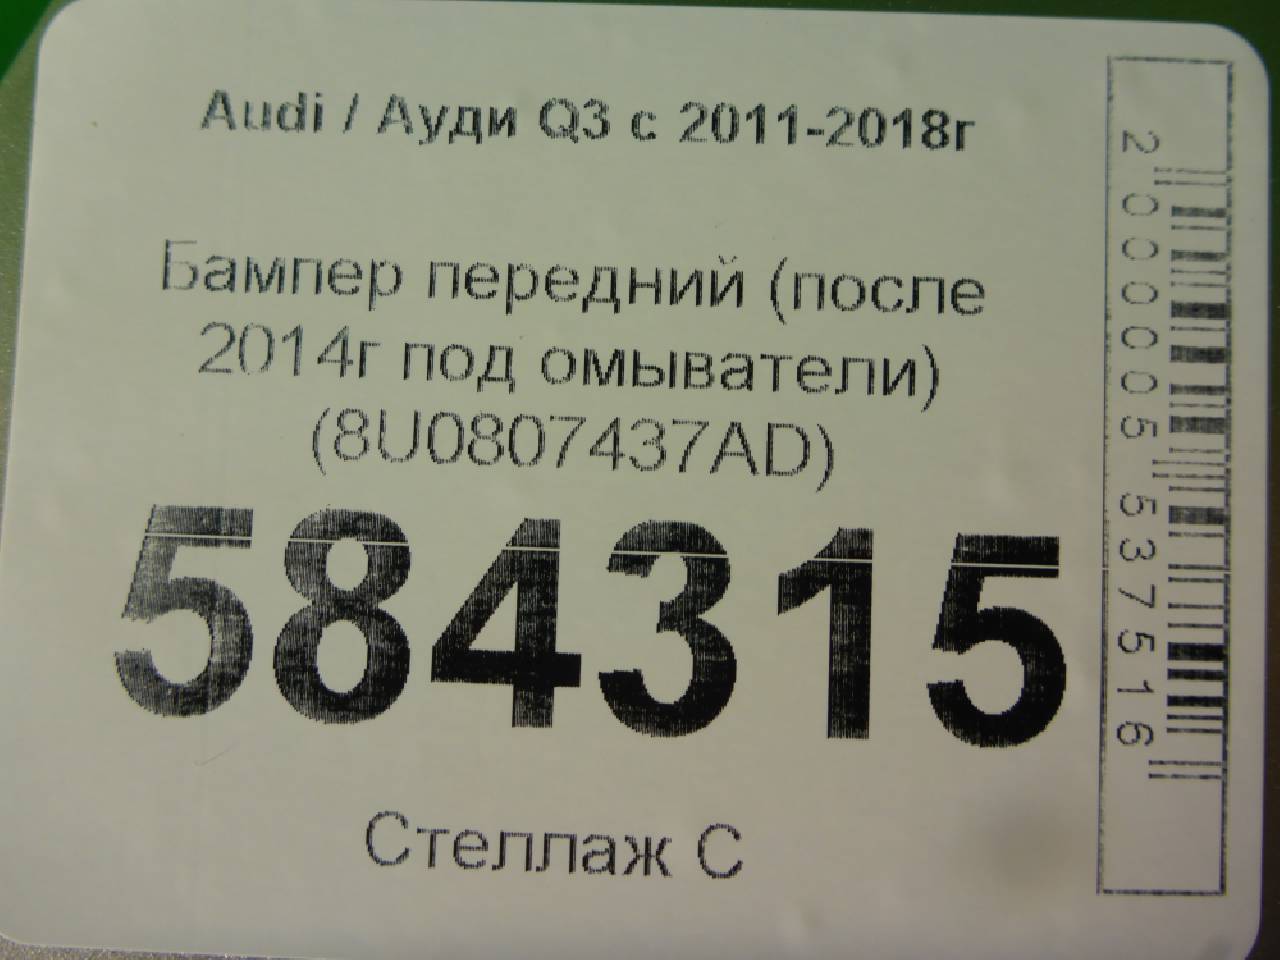 Audi / Ауди Q3 с 2011-2018г
Бампер передний (после
2014г под омыватели)
(8U0807437AD)
584315
Стеллаж С
2000005537516